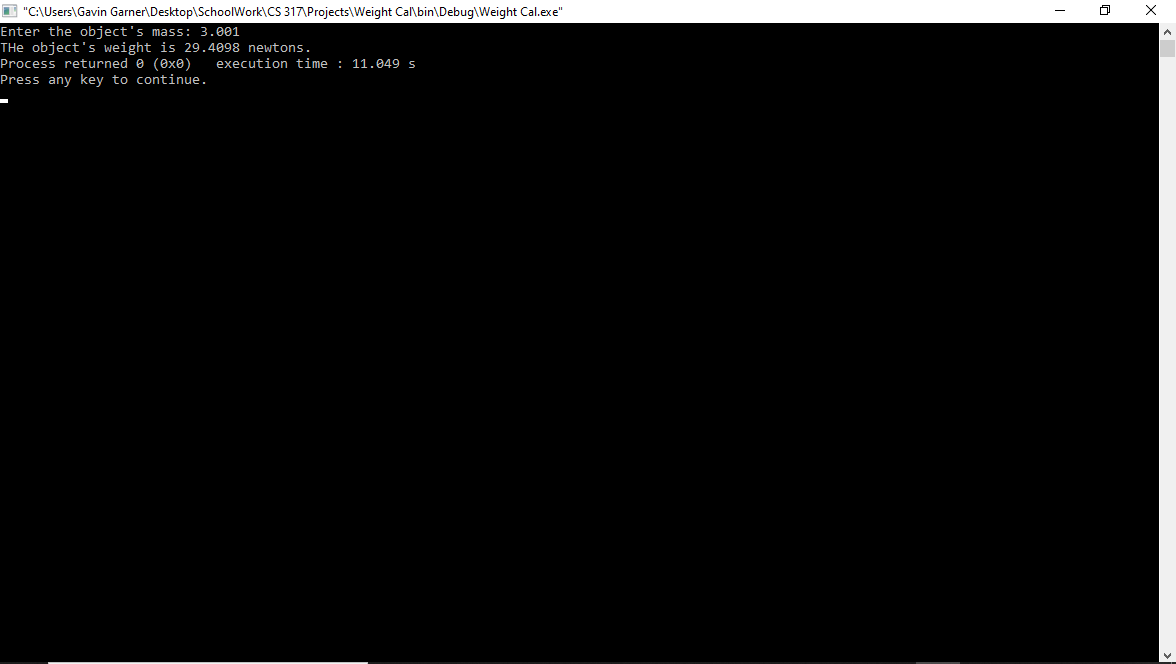 "C:\Users\Gavin Garner\Desktop\SchoolWork\CS 317\Projects\Weight Cal\bin\Debug\Weight Cal.exe"
Enter the object's mass: 3.001
THe object's weight is 29.4098 newtons.
Process returned 0 (0x0)   execution time : 11.049 s
Press any key to continue.